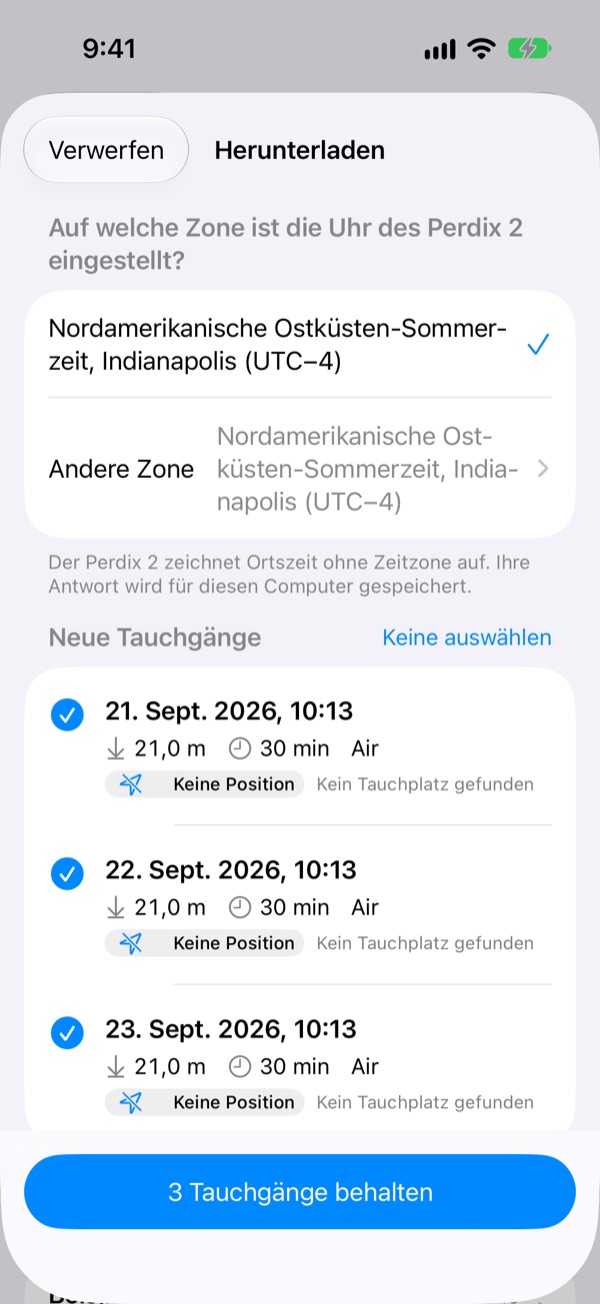 9:41
Verwerfen
Herunterladen
Auf welche Zone ist die Uhr des Perdix 2
eingestellt?
Nordamerikanische Ostküsten-Sommer-
zeit, Indianapolis (UTC−4)
Andere Zone
Nordamerikanische Ost-
küsten-Sommerzeit, India-
napolis (UTC−4)
Der Perdix 2 zeichnet Ortszeit ohne Zeitzone auf. Ihre
Antwort wird für diesen Computer gespeichert.
Neue Tauchgänge
Keine auswählen
21. Sept. 2026, 10:13
21,0 m 30 min Air
Keine Position Kein Tauchplatz gefunden
22. Sept. 2026, 10:13
21,0 m 30 min Air
Keine Position Kein Tauchplatz gefunden
23. Sept. 2026, 10:13
21,0 m 30 min Air
Keine Position Kein Tauchplatz gefunden
3 Tauchgänge behalten